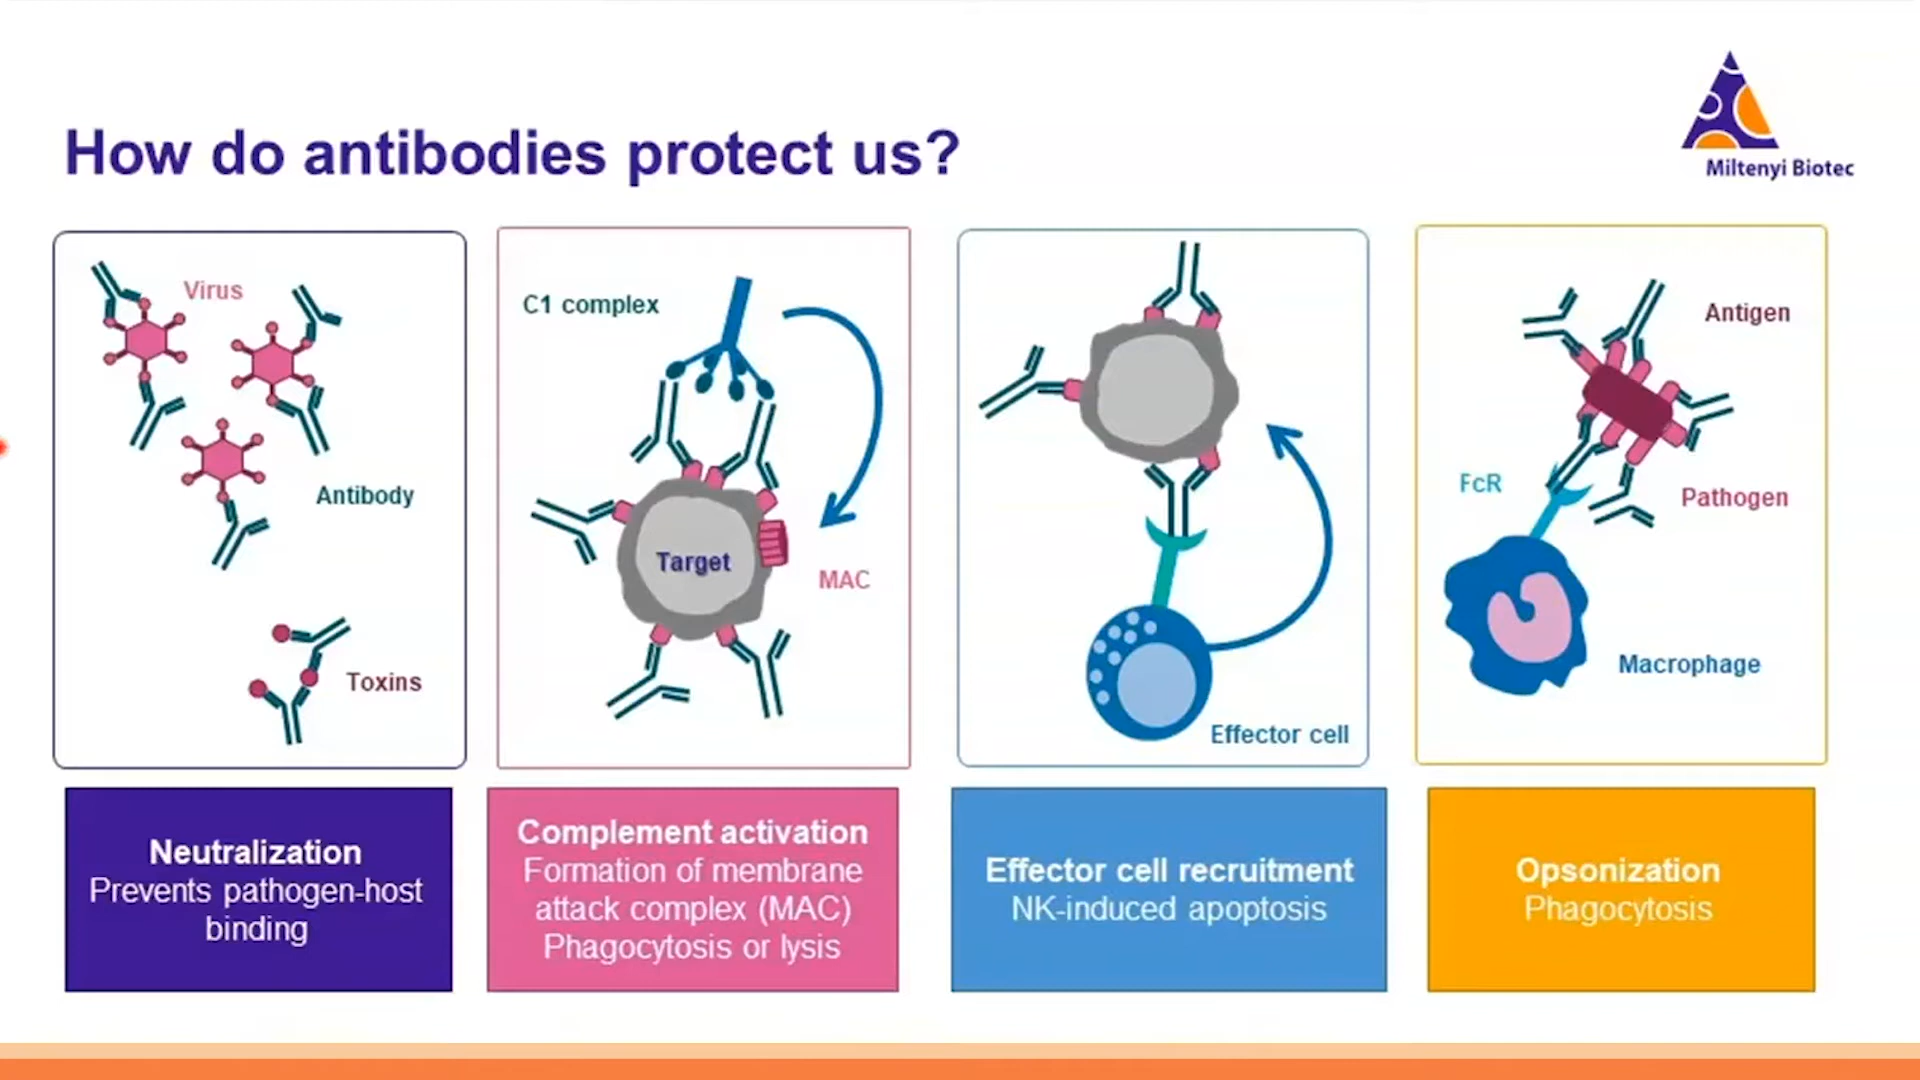 Miltenyi Biotec
How do antibodies protect us?
Virus
Antibody
Toxins
C1 complex
Target
MAC
Effector cell
Antigen
FcR
Pathogen
Macrophage
Neutralization
Prevents pathogen-host
binding
Complement activation
Formation of membrane
attack complex (MAC)
Phagocytosis or lysis
Effector cell recruitment
NK-induced apoptosis
Opsonization
Phagocytosis